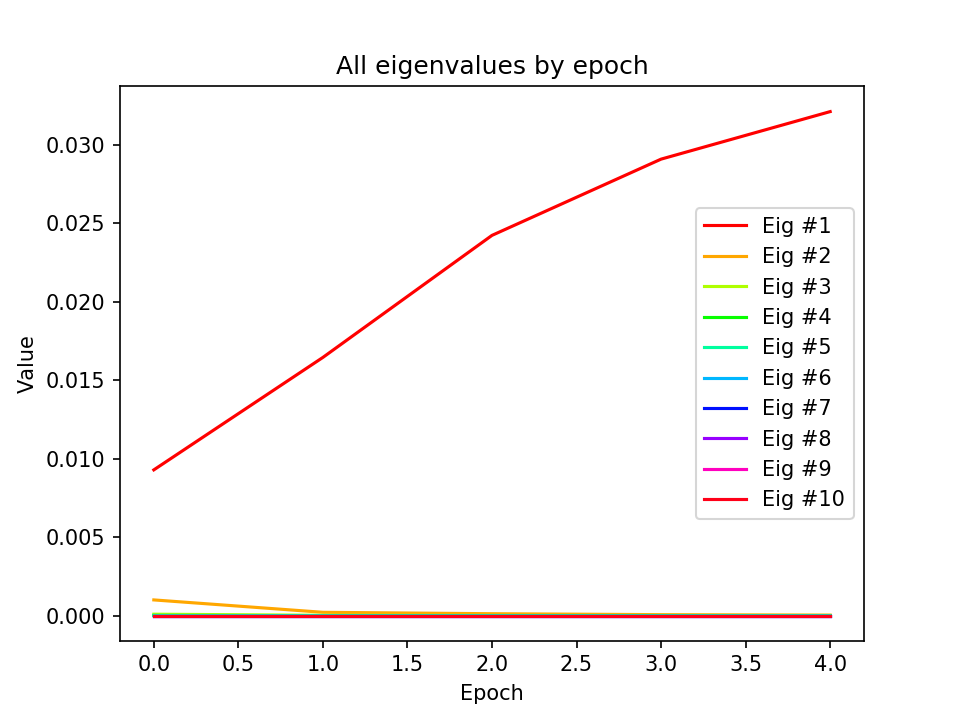 All eigenvalues by epoch
0.030
0.025
0.020
0.015
0.010
0.005
0.000
Value
Eig #1
Eig #2
Eig #3
Eig #4
Eig #5
Eig #6
Eig #7
Eig #8
Eig #9
Eig #10
0.0 0.5 1.0 1.5 2.0 2.5 3.0 3.5 4.0
Epoch